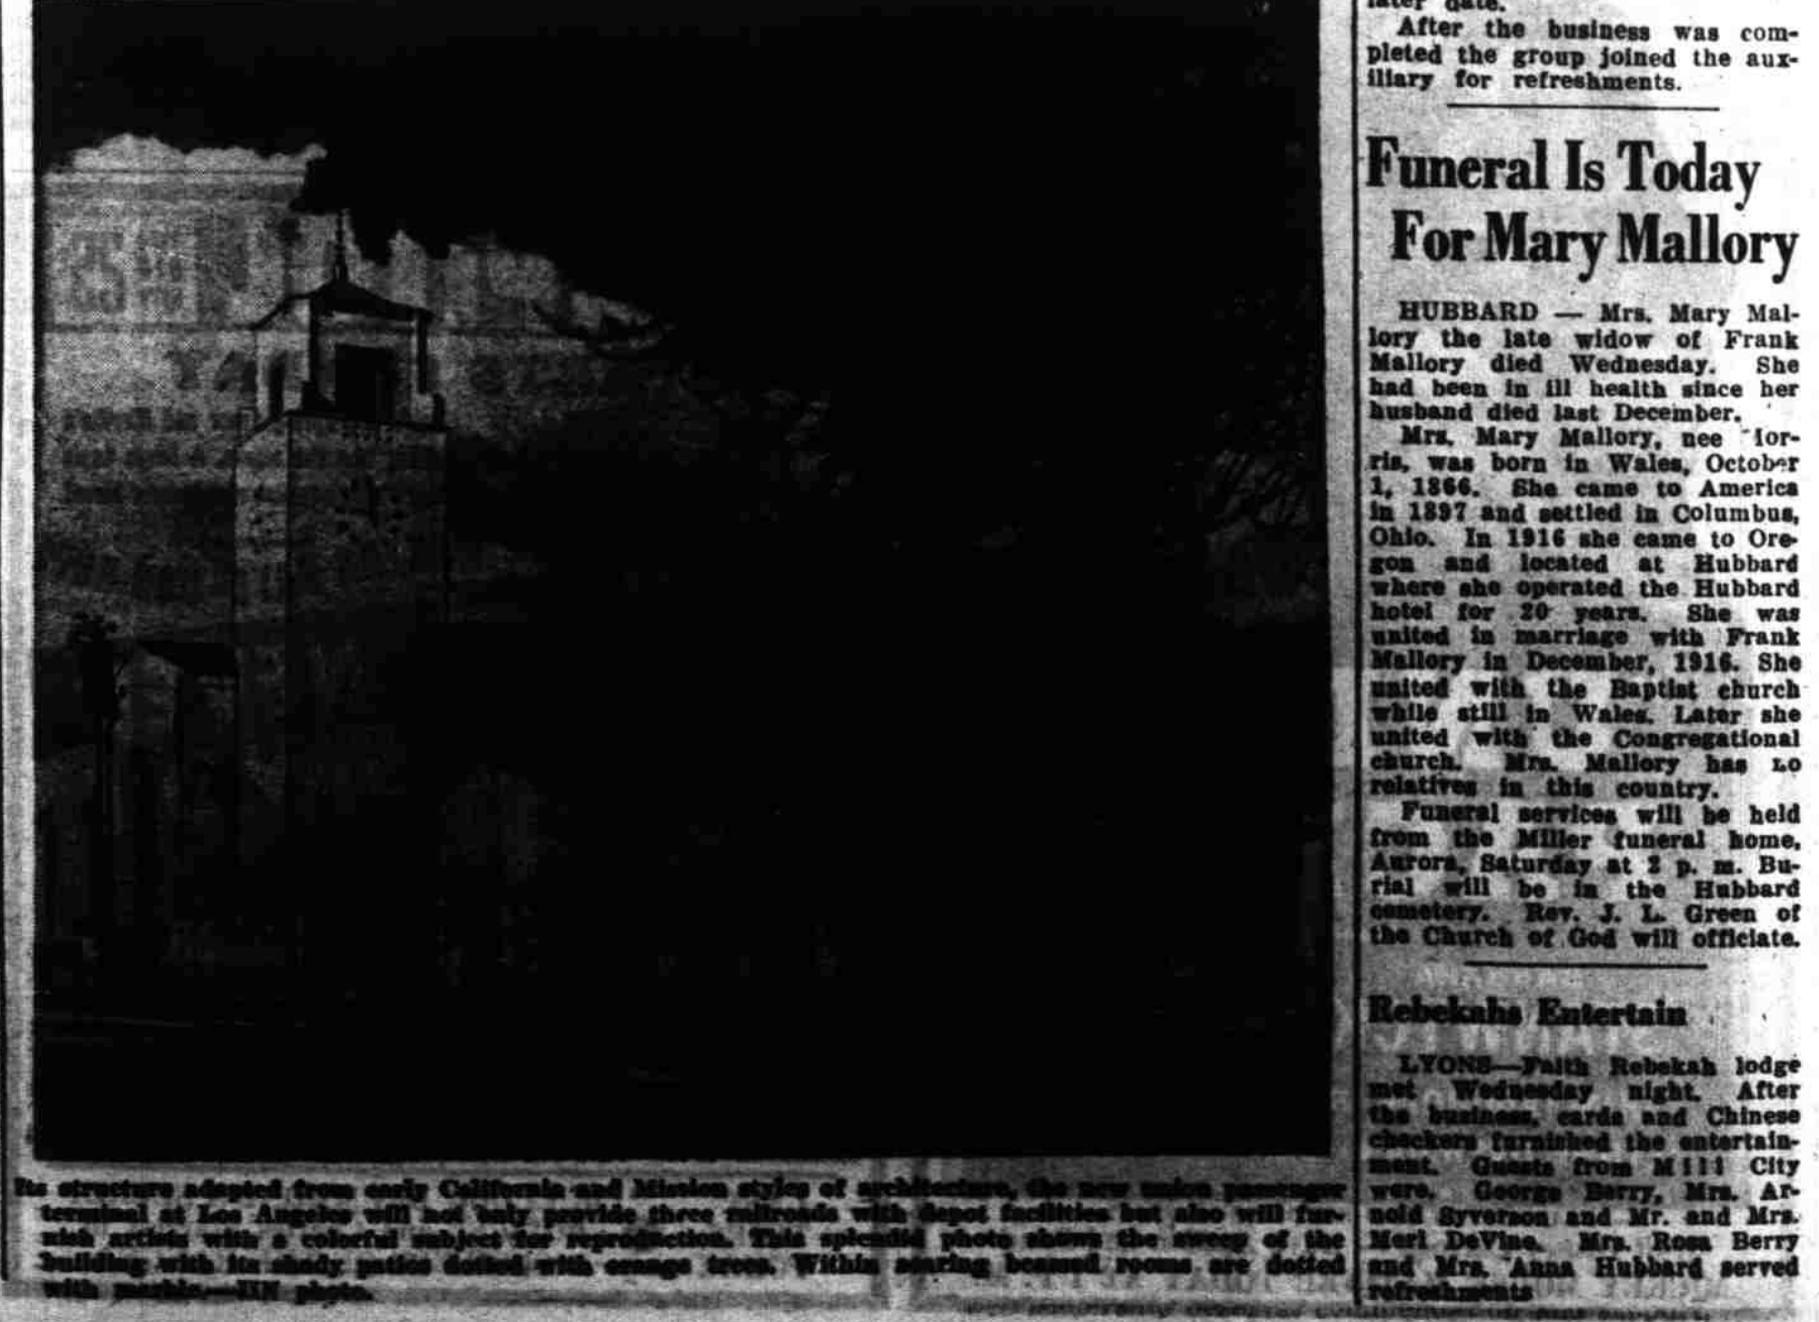 Its structure adapted from early California and Mission styles of architecture, the new union passenger
terminal at Los Angeles will not only provide three railroads with depot facilities but also will fur-
nish artists with a colorful subject for reproduction. This splendid photo shows the sweep of the
building with its shady patios dotted with orange trees. Within soaring beamed rooms are dotted
with marble.—IIN photo.
later date.
After the business was com-
pleted the group joined the aux-
iliary for refreshments.
Funeral Is Today
For Mary Mallory
HUBBARD — Mrs. Mary Mal-
lory the late widow of Frank
Mallory died Wednesday. She
had been in ill health since her
husband died last December.
Mrs. Mary Mallory, nee Mor-
ris, was born in Wales, October
1, 1866. She came to America
in 1897 and settled in Columbus,
Ohio. In 1916 she came to Ore-
gon and located at Hubbard
where she operated the Hubbard
hotel for 20 years. She was
united in marriage with Frank
Mallory in December, 1916. She
united with the Baptist church
while still in Wales. Later she
united with the Congregational
church. Mrs. Mallory has no
relatives in this country.
Funeral services will be held
from the Miller funeral home,
Aurora, Saturday at 2 p. m. Bu-
rial will be in the Hubbard
cemetery. Rev. J. L. Green of
the Church of God will officiate.
Rebekahs Entertain
LYONS—Faith Rebekah lodge
met Wednesday night. After
the business, cards and Chinese
checkers furnished the entertain-
ment. Guests from Mill City
were. George Berry, Mrs. Ar-
nold Syverson and Mr. and Mrs.
Merl DeVine. Mrs. Rosa Berry
and Mrs. Anna Hubbard served
refreshments